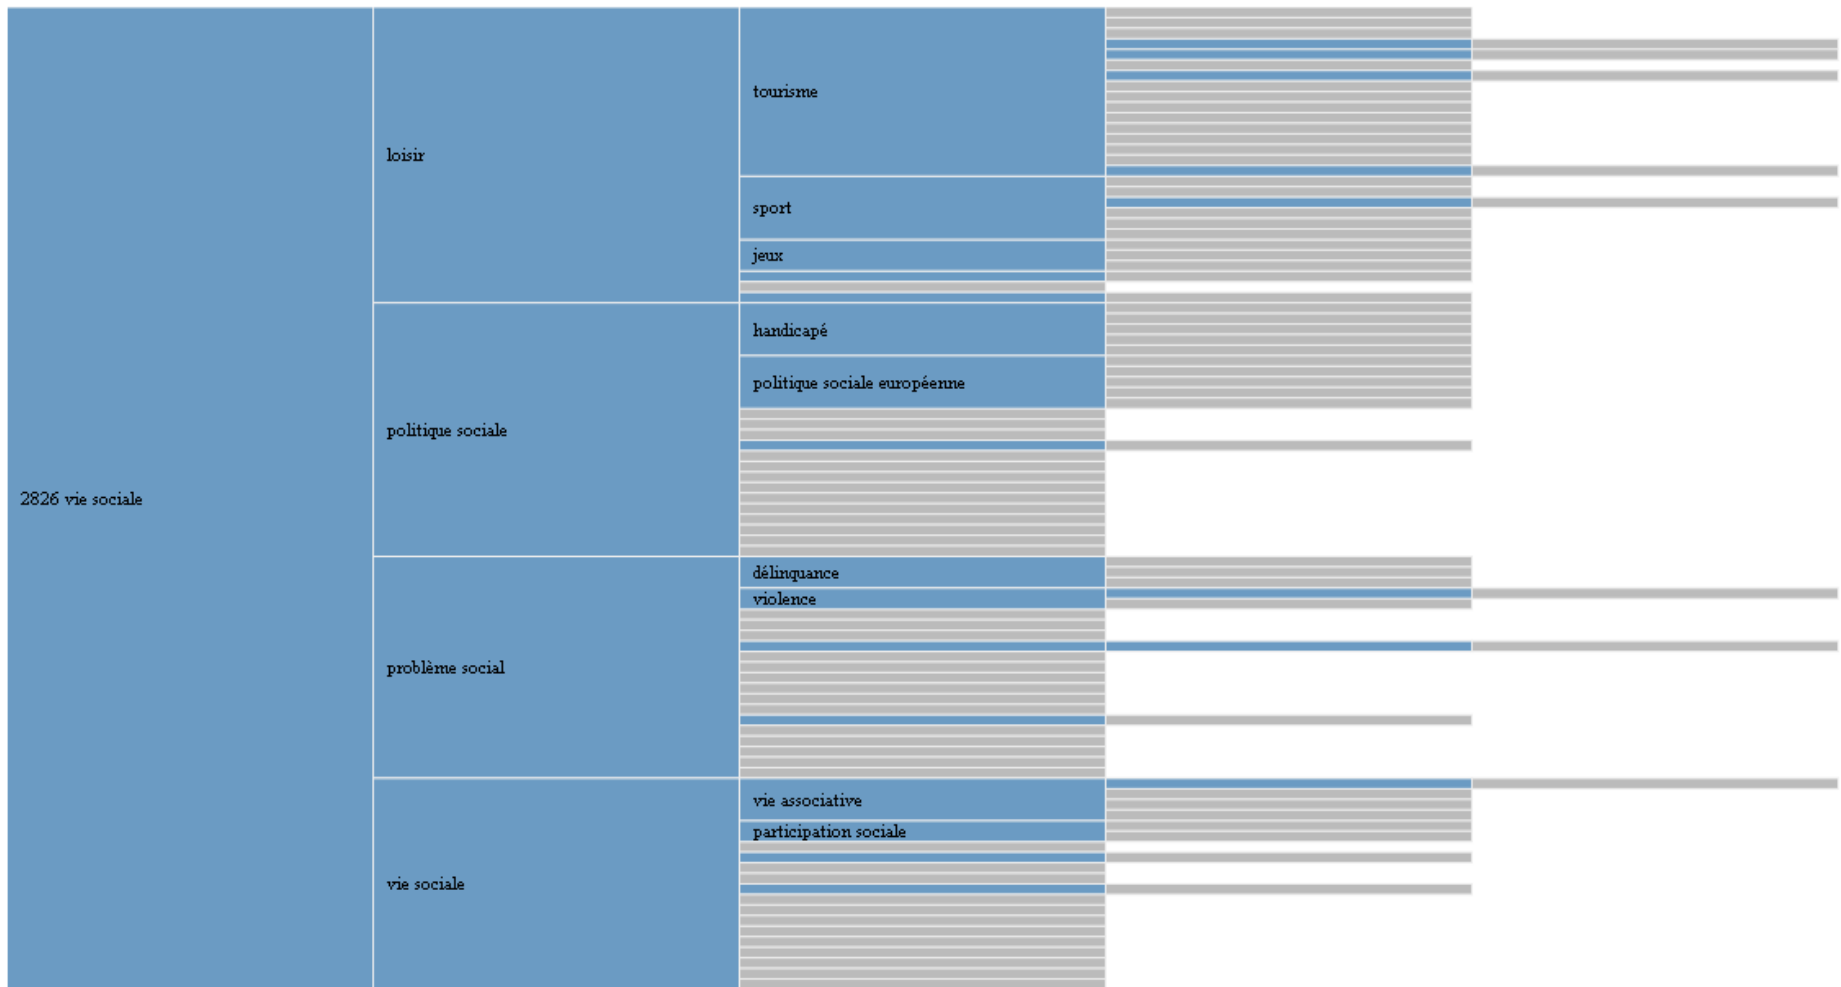 2826 vie sociale
loisir
tourisme
sport
jeux
politique sociale
handicapé
politique sociale européenne
problème social
délinquance
violence
vie sociale
vie associative
participation sociale